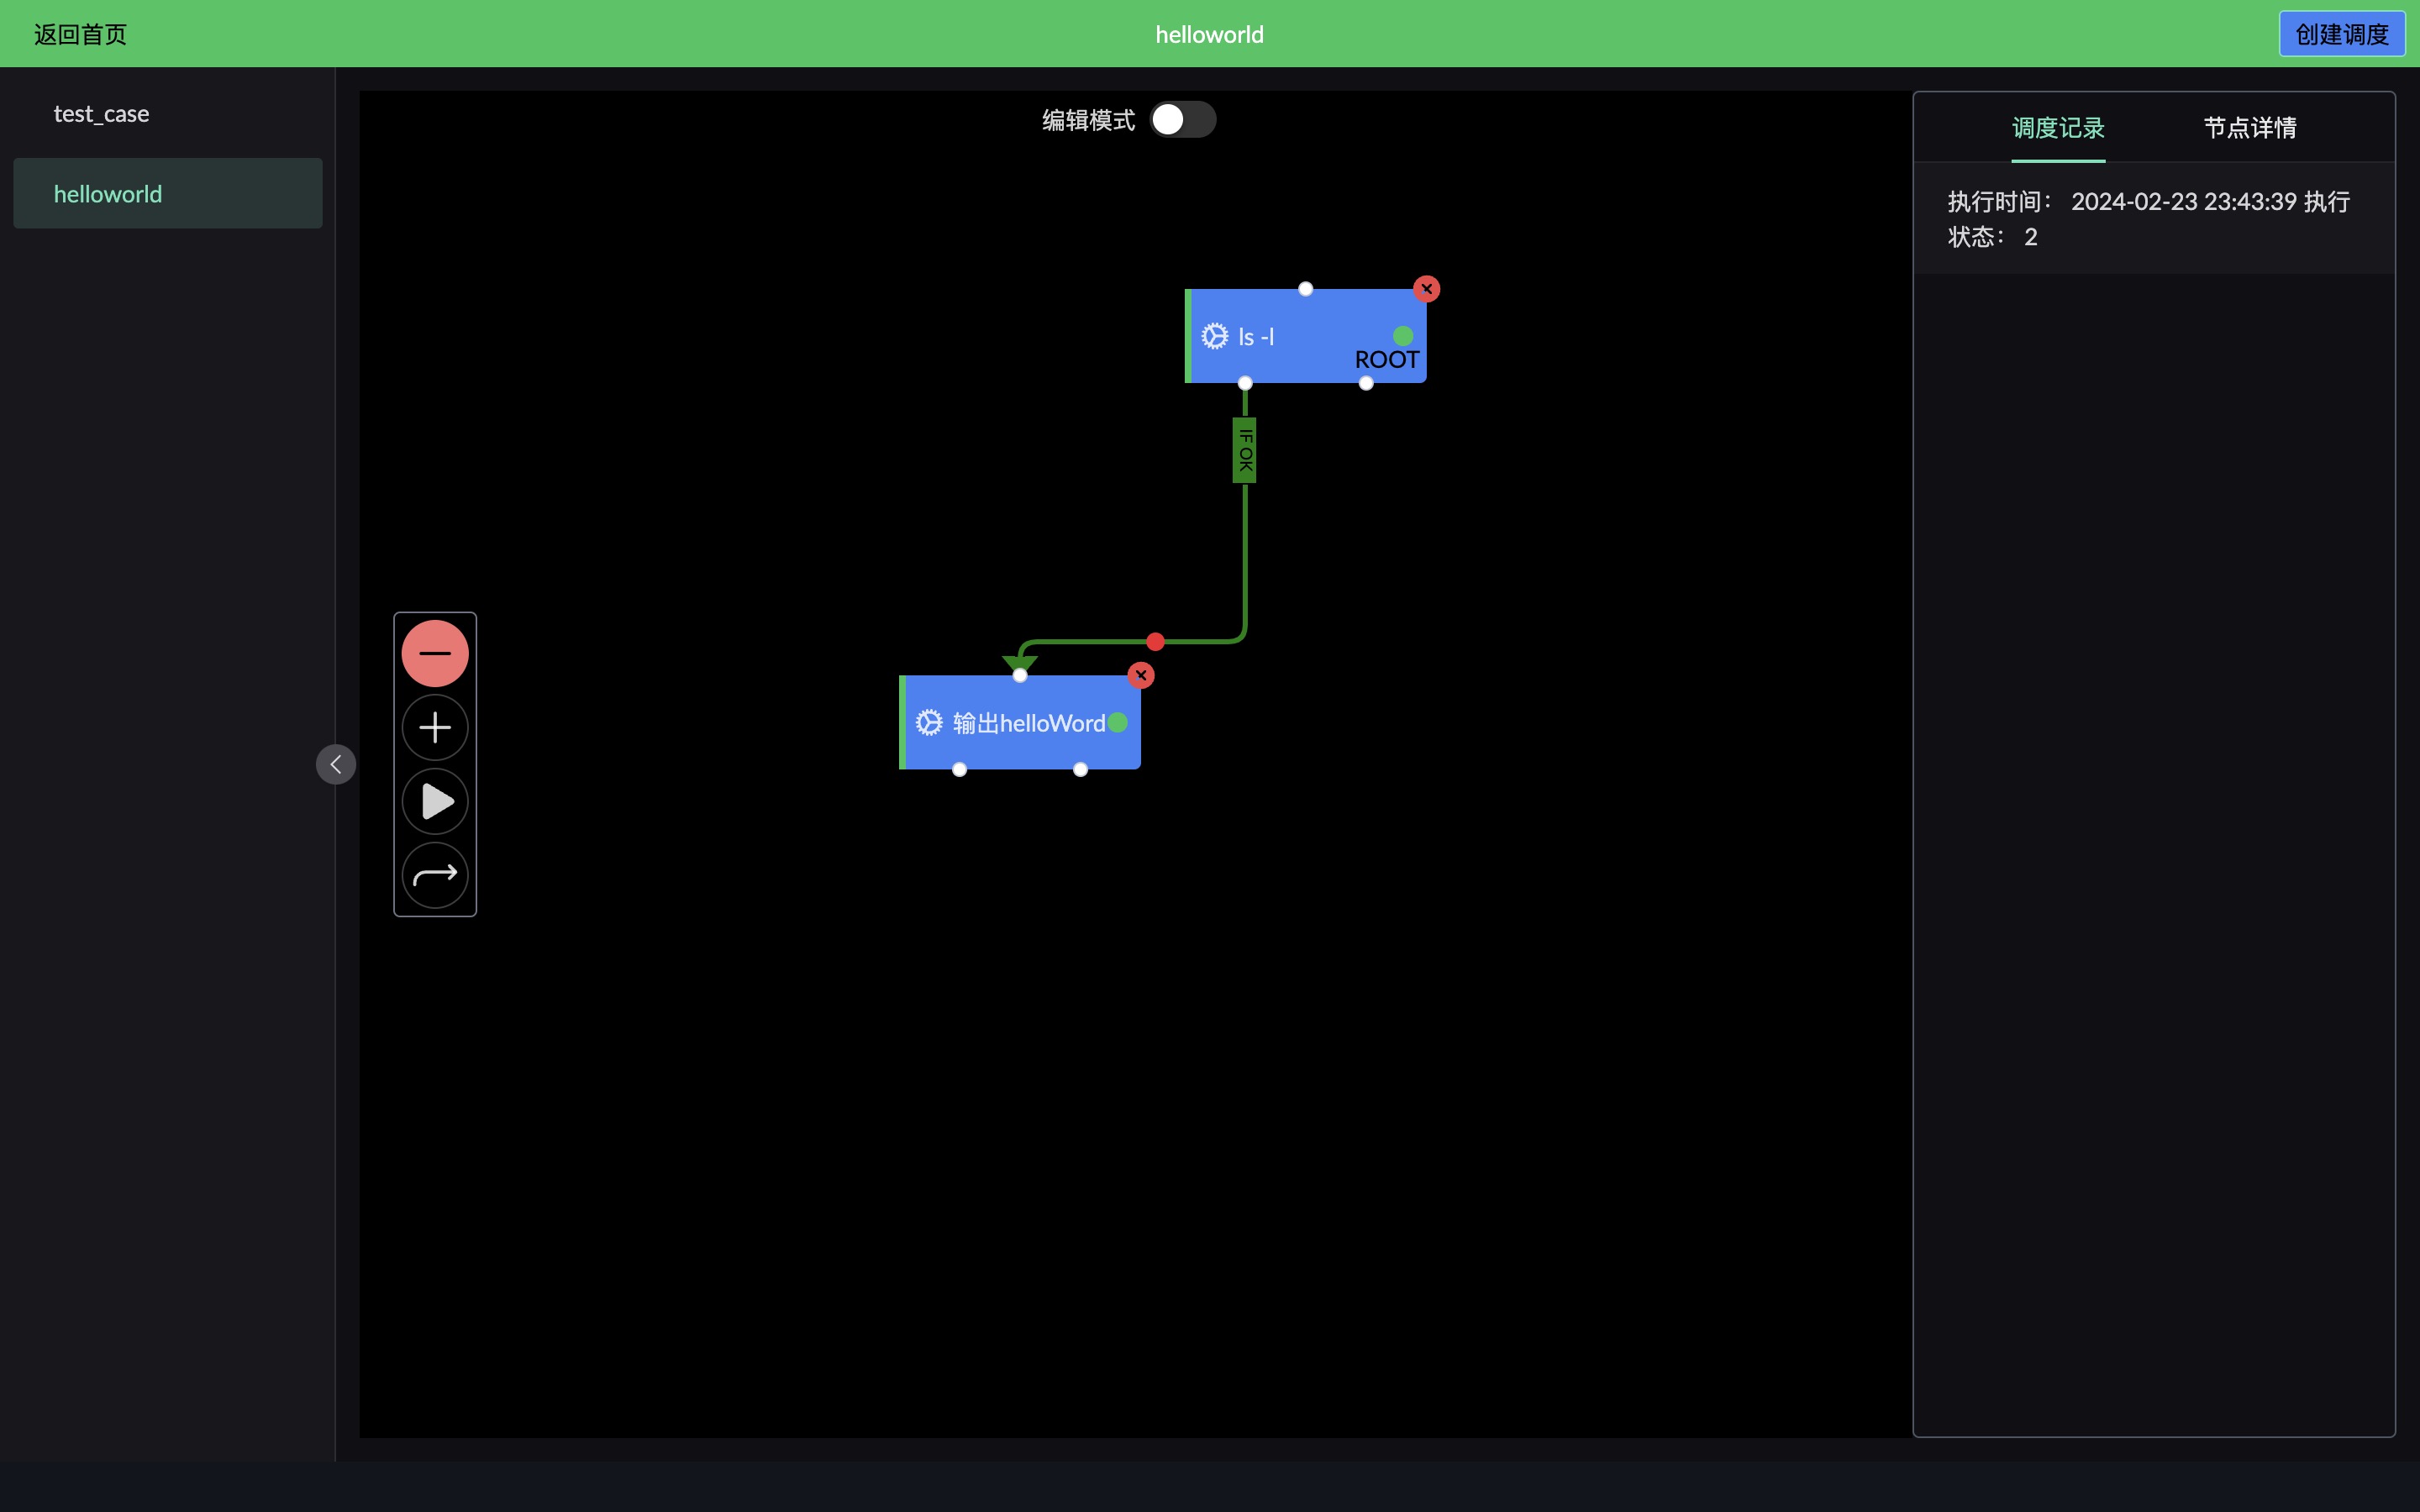 返回首页
helloworld
创建调度
test_case
helloworld
编辑模式
ls -l
ROOT
IF OK
输出helloWord
调度记录
节点详情
执行时间： 2024-02-23 23:43:39 执行
状态： 2